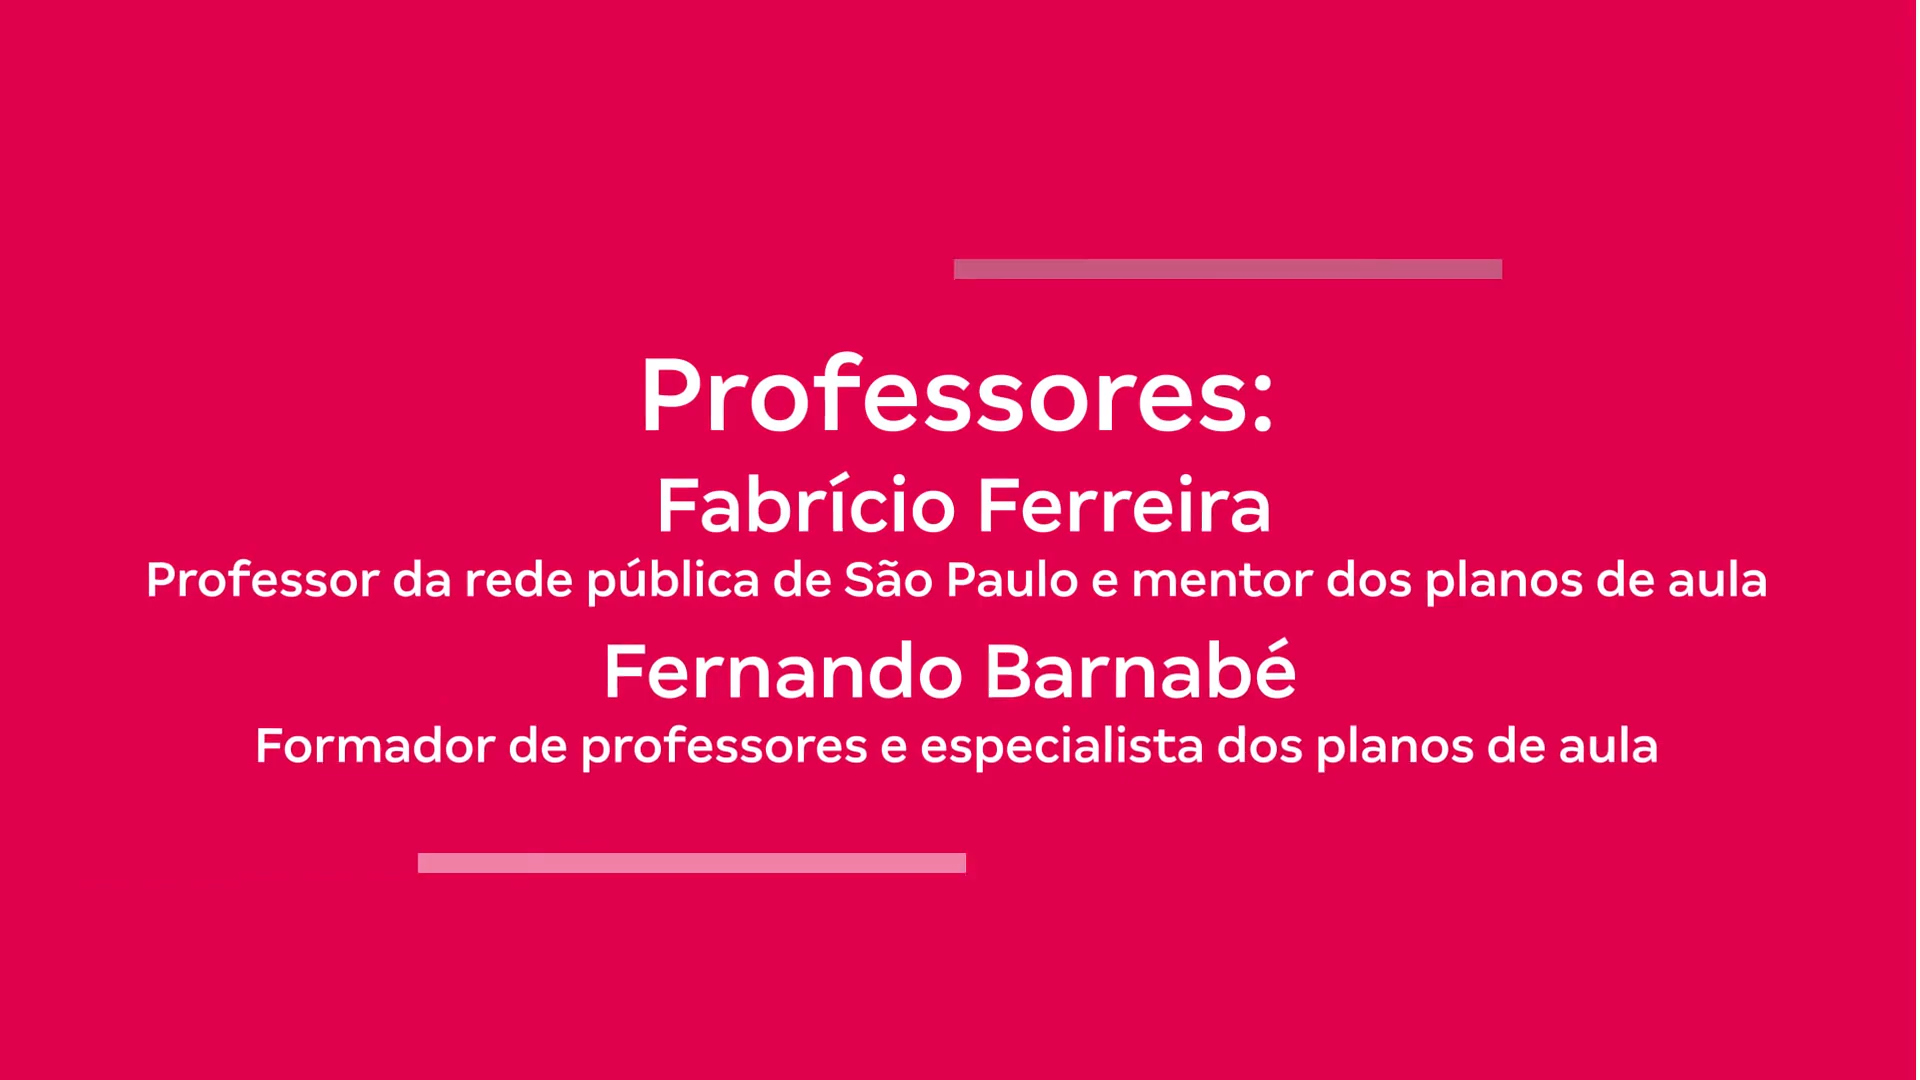 Professores:
Fabrício Ferreira
Professor da rede pública de São Paulo e mentor dos planos de aula
Fernando Barnabé
Formador de professores e especialista dos planos de aula